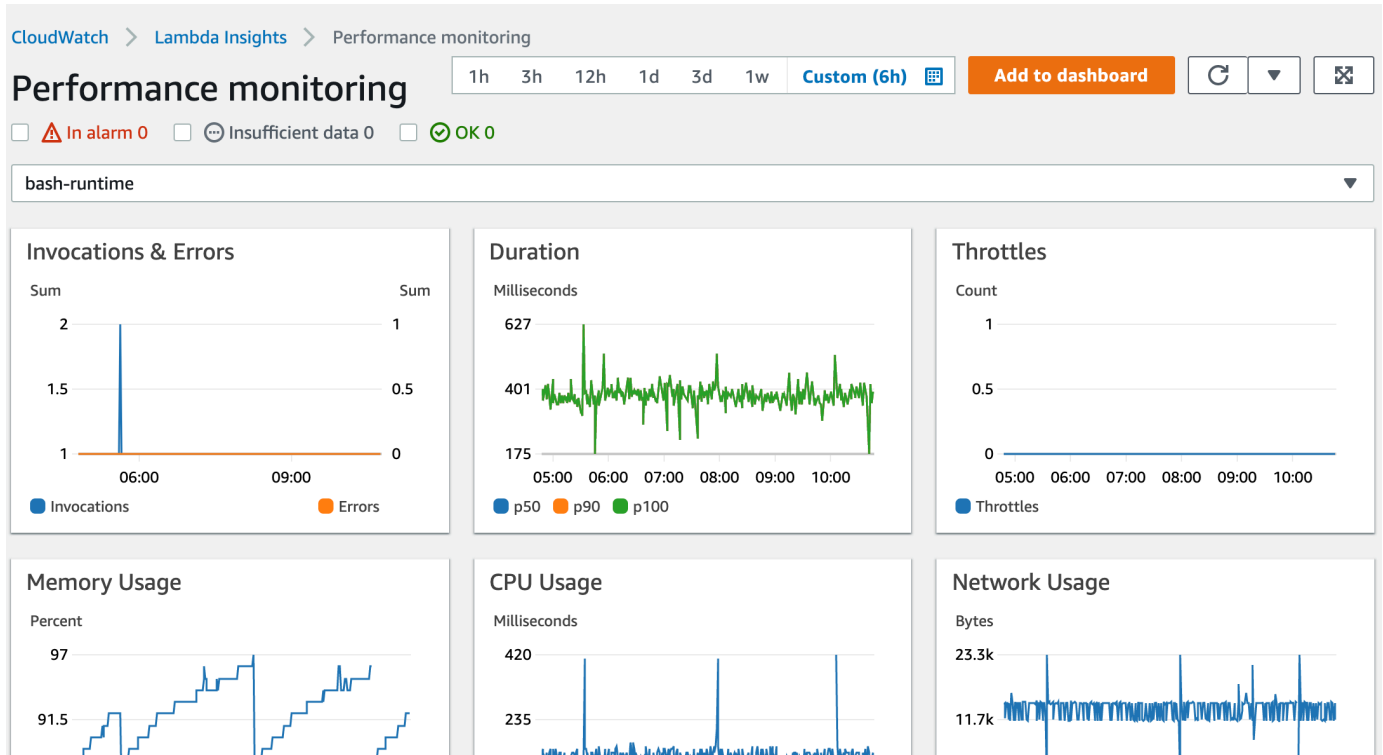 CloudWatch Lambda Insights Performance monitoring
Performance monitoring
1h 3h 12h 1d 3d 1w Custom (6h) Add to dashboard
In alarm 0 Insufficient data 0 OK 0
bash-runtime
Invocations & Errors
Sum Sum
2 1
1.5 0.5
1 0
06:00 09:00
Invocations Errors
Duration
Milliseconds
627
401
175
05:00 06:00 07:00 08:00 09:00 10:00
p50 p90 p100
Throttles
Count
1
0.5
0
05:00 06:00 07:00 08:00 09:00 10:00
Throttles
Memory Usage
Percent
97
91.5
CPU Usage
Milliseconds
420
235
Network Usage
Bytes
23.3k
11.7k